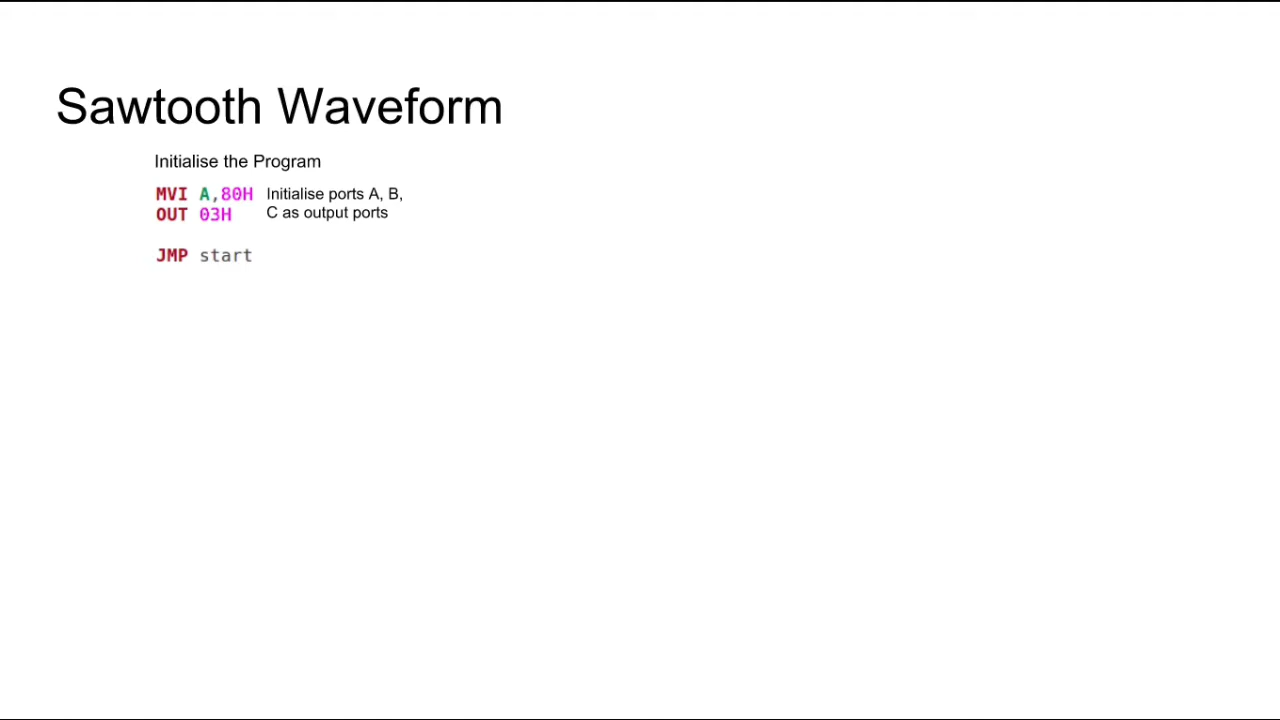 Sawtooth Waveform
Initialise the Program
MVI A,80H Initialise ports A, B,
OUT 03H C as output ports
JMP start